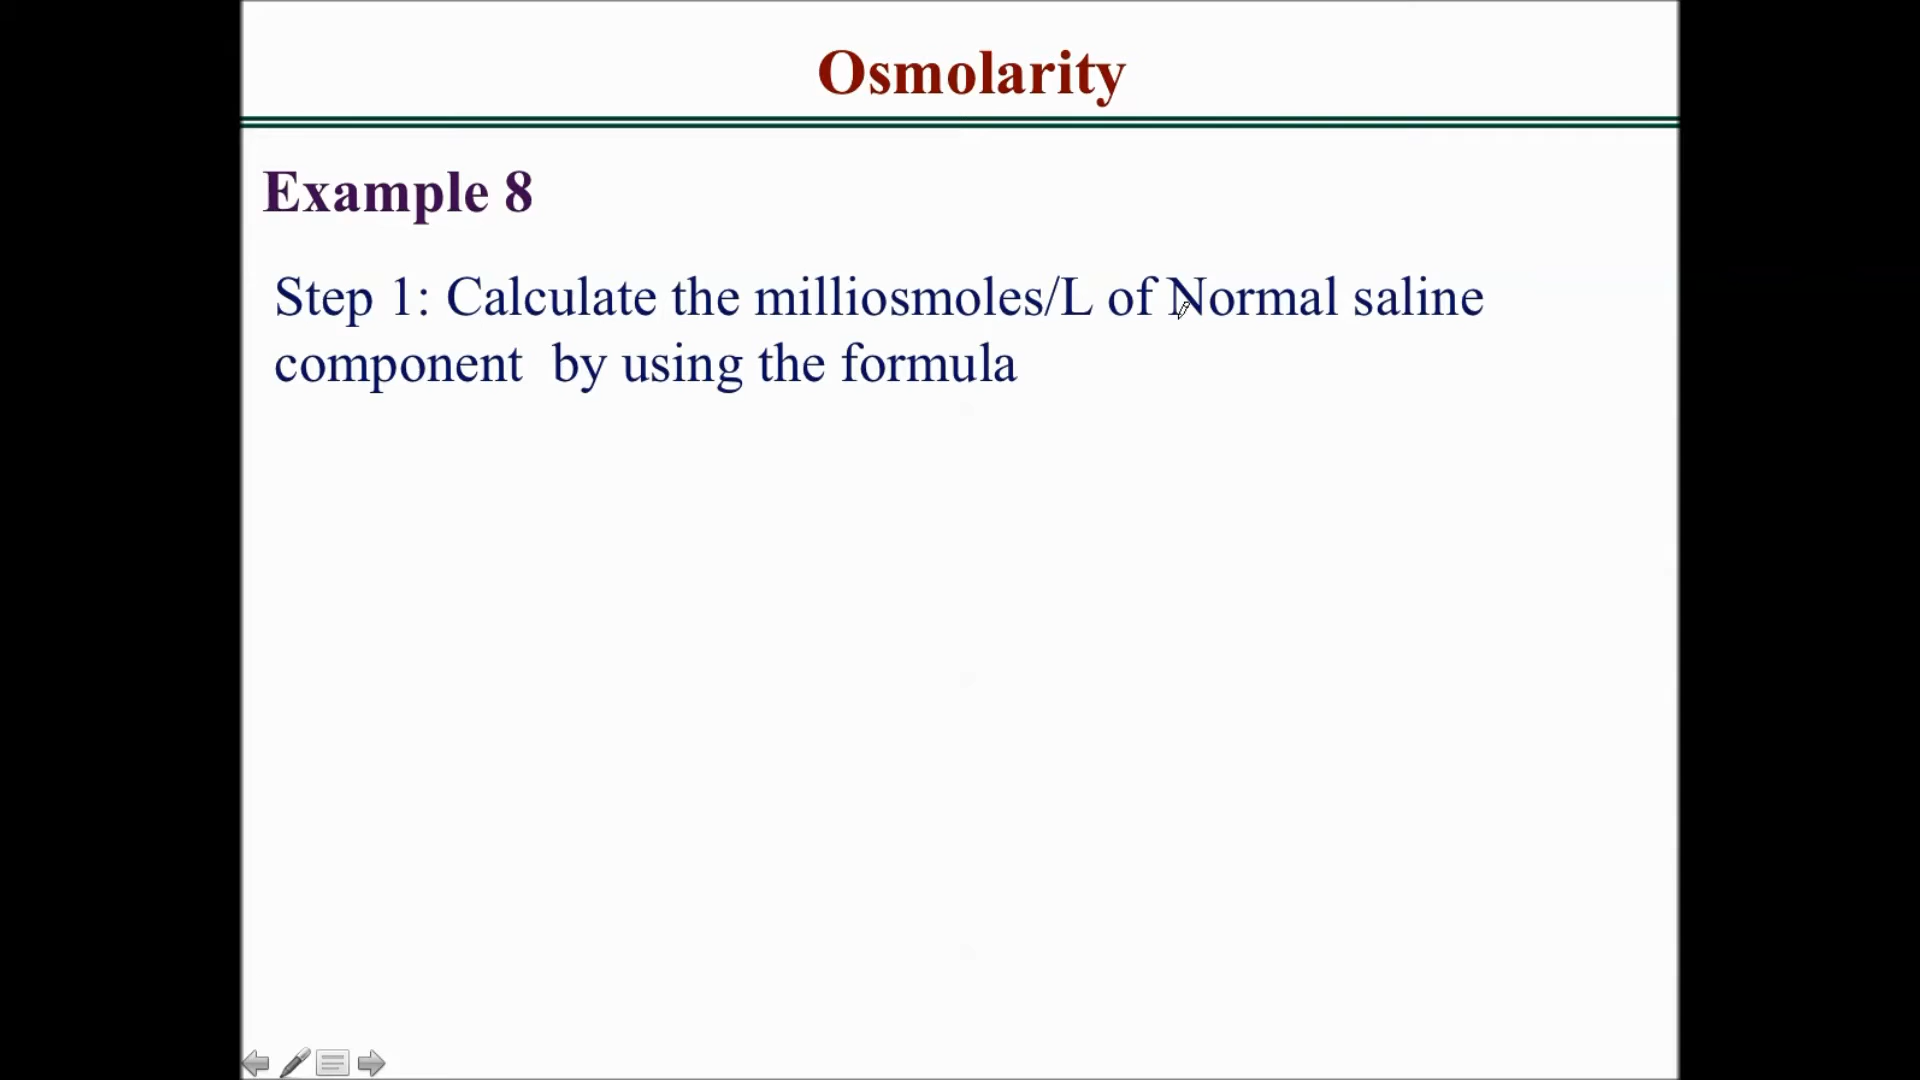 Osmolarity
Example 8
Step 1: Calculate the milliosmoles/L of Normal saline
component  by using the formula